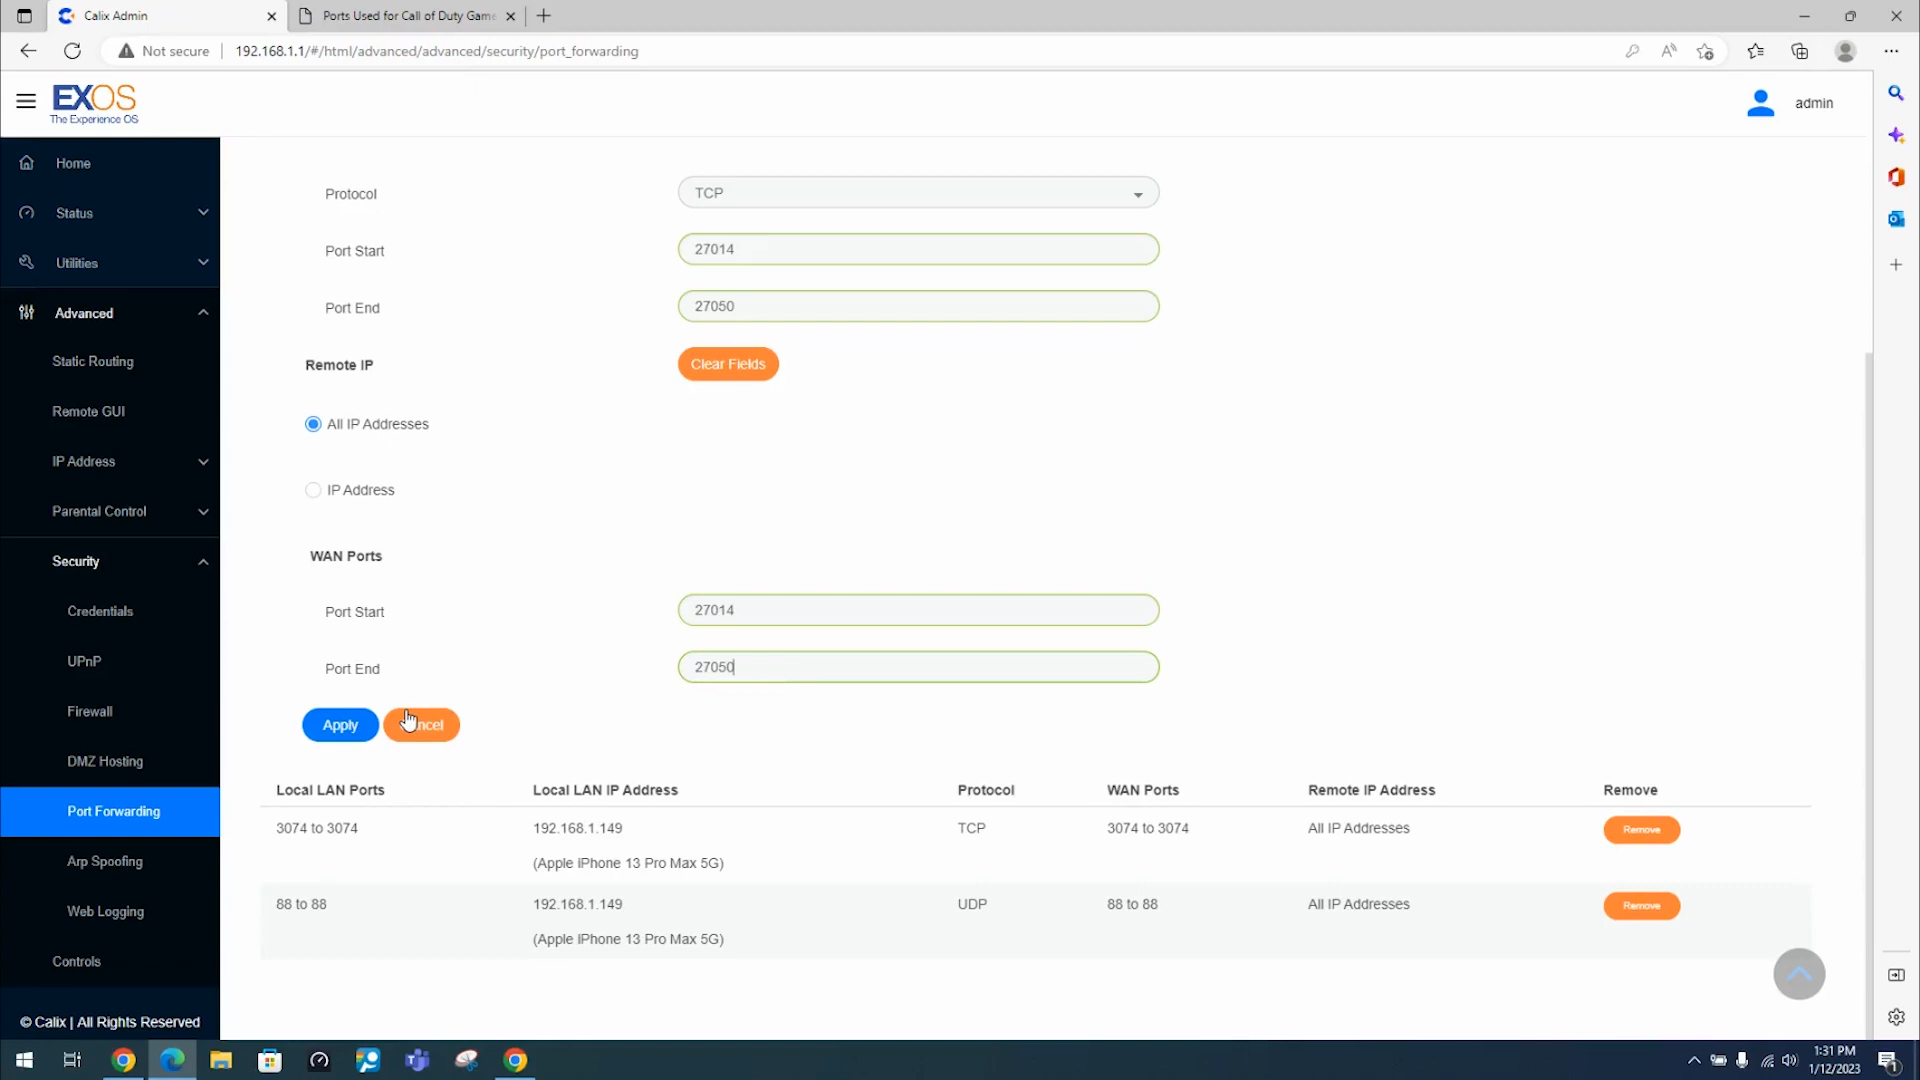 Calix Admin
Ports Used for Call of Duty Game
Not secure
192.168.1.1/#/html/advanced/advanced/security/port_forwarding
EXOS
The Experience OS
admin
Home
Status
Utilities
Advanced
Static Routing
Remote GUI
IP Address
Parental Control
Security
Credentials
UPnP
Firewall
DMZ Hosting
Port Forwarding
Arp Spoofing
Web Logging
Controls
© Calix | All Rights Reserved
Protocol
TCP
Port Start
27014
Port End
27050
Remote IP
Clear Fields
All IP Addresses
IP Address
WAN Ports
Port Start
27014
Port End
27050
Apply
Cancel
Local LAN Ports Local LAN IP Address Protocol WAN Ports Remote IP Address Remove
3074 to 3074 192.168.1.149 TCP 3074 to 3074 All IP Addresses Remove
(Apple iPhone 13 Pro Max 5G)
88 to 88 192.168.1.149 UDP 88 to 88 All IP Addresses Remove
(Apple iPhone 13 Pro Max 5G)
1:31 PM
1/12/2023
1